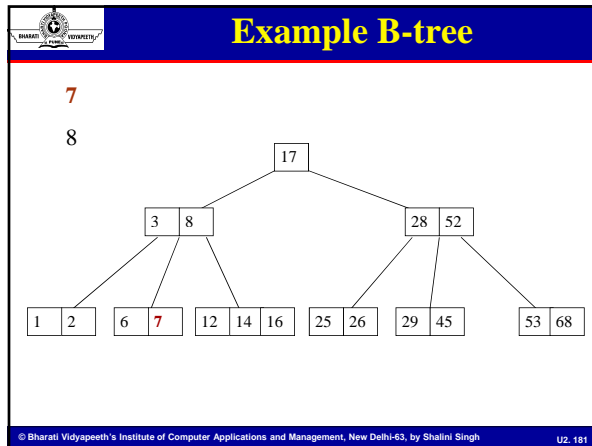 BHARATI VIDYAPEETH
PUNE
Example B-tree
7
8
17
3 8
28 52
1 2
6 7
12 14 16
25 26
29 45
53 68
© Bharati Vidyapeeth's Institute of Computer Applications and Management, New Delhi-63, by Shalini Singh
U2. 181